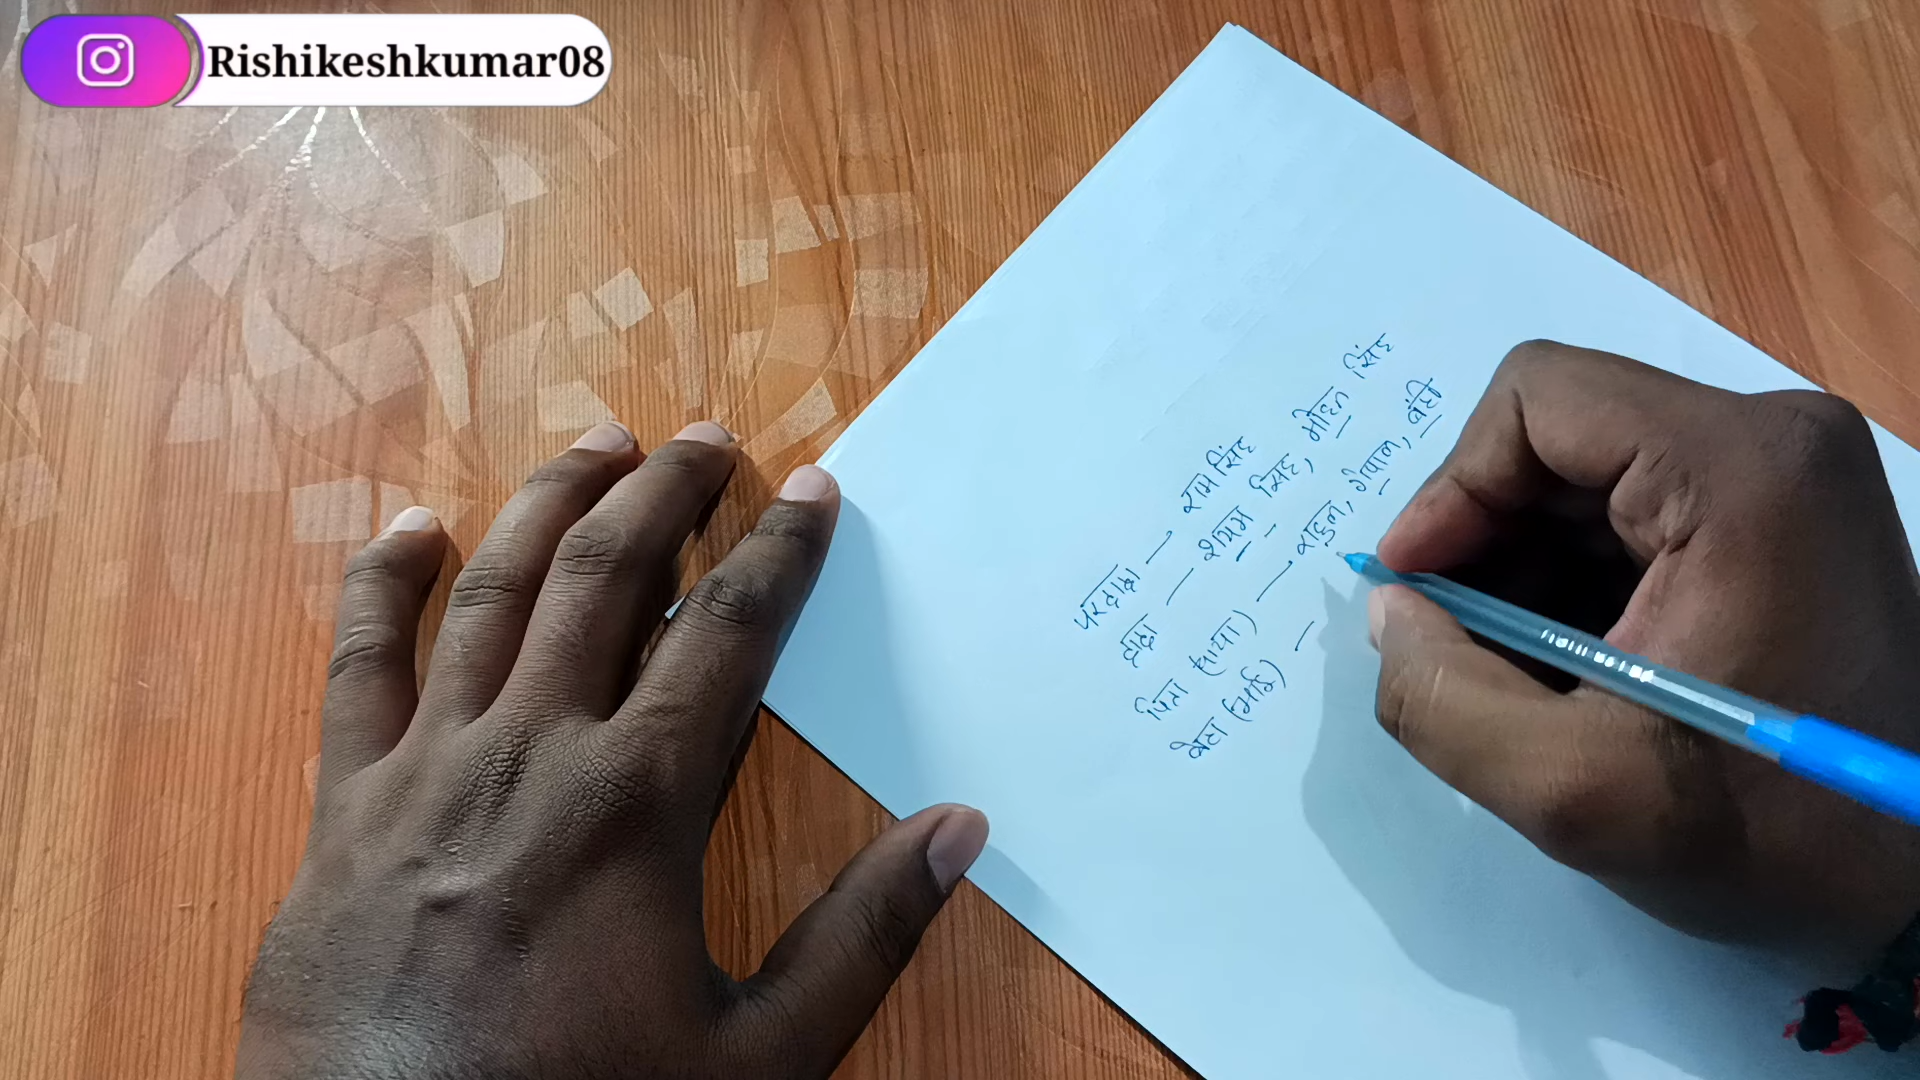 Rishikeshkumar08
परदादा — राम सिंह
दादा — श्याम सिंह, मोहन सिंह
पिता (चाचा) — राहुल, गोपाल, बंटी
बेटा (भाई) —